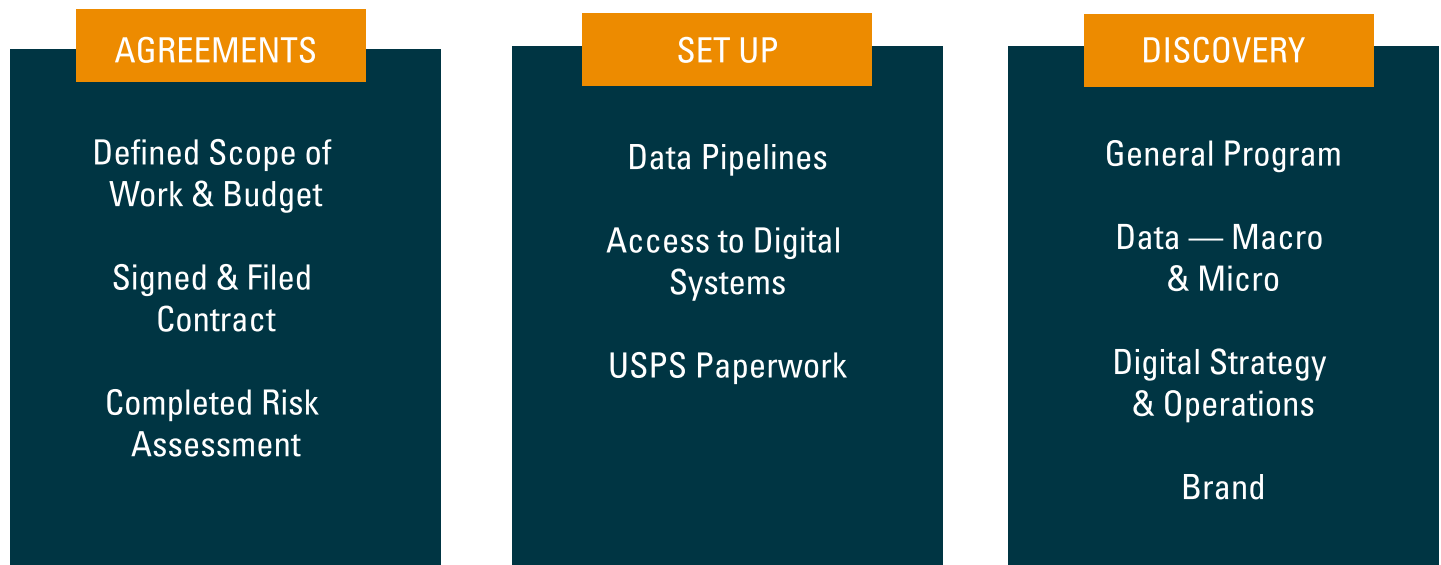 AGREEMENTS
Defined Scope of
Work & Budget
Signed & Filed
Contract
Completed Risk
Assessment
SET UP
Data Pipelines
Access to Digital
Systems
USPS Paperwork
DISCOVERY
General Program
Data — Macro
& Micro
Digital Strategy
& Operations
Brand